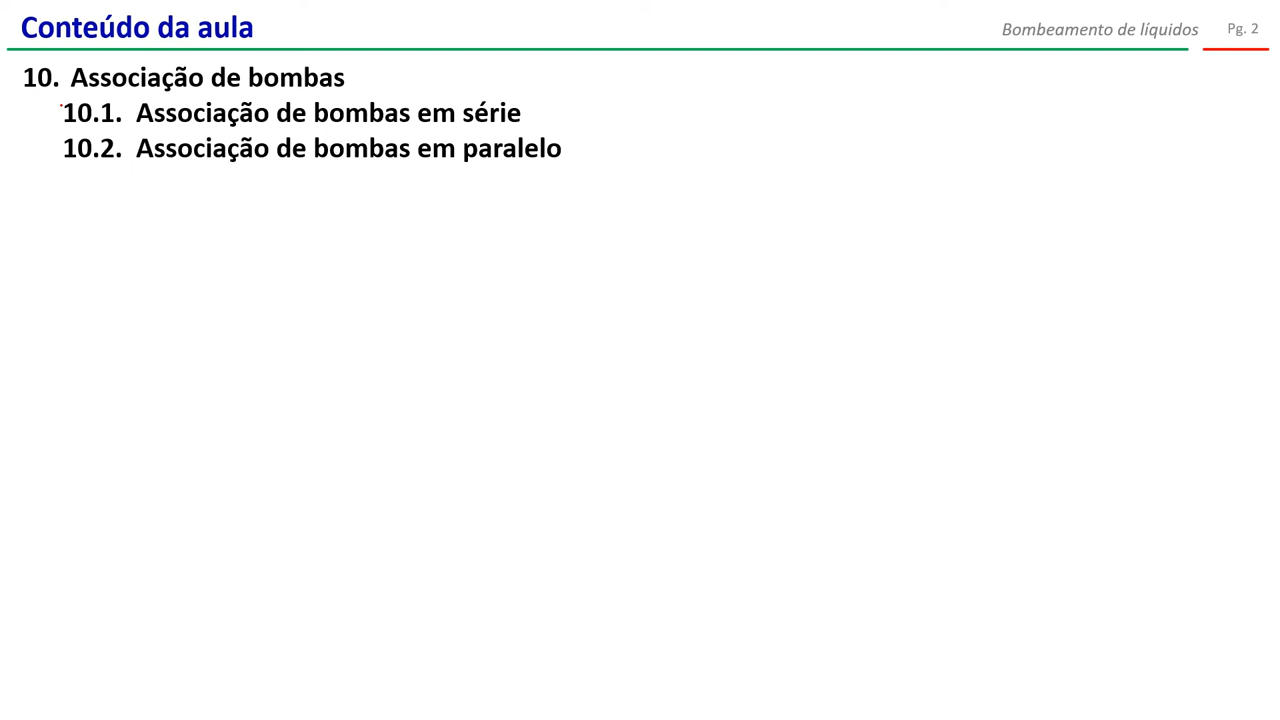 Conteúdo da aula
Bombeamento de líquidos
Pg. 2
10. Associação de bombas
10.1. Associação de bombas em série
10.2. Associação de bombas em paralelo